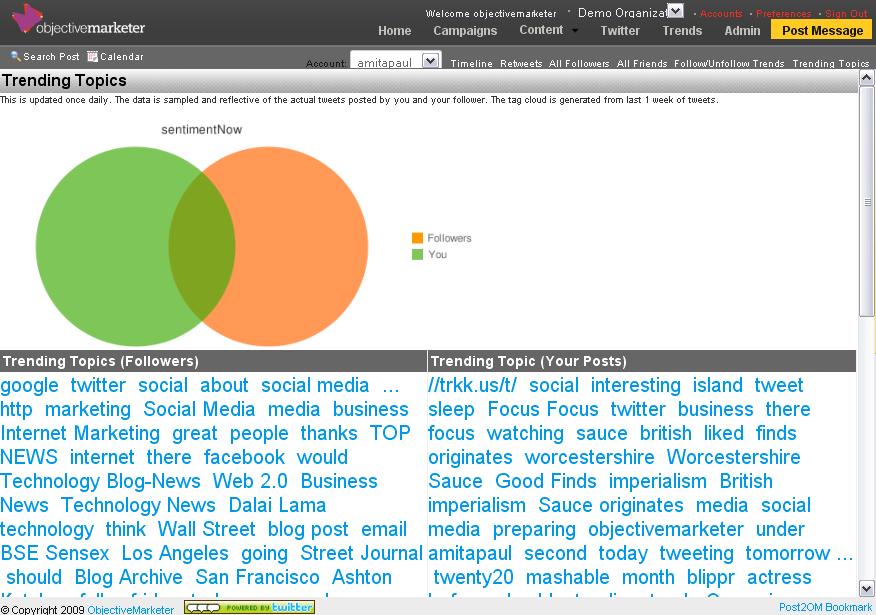 objectivemarketer
Welcome objectivemarketer · Demo Organizat · Accounts · Preferences · Sign Out
Home Campaigns Content Twitter Trends Admin Post Message
Search Post Calendar
Account: amitapaul Timeline Retweets All Followers All Friends Follow/Unfollow Trends Trending Topics
Trending Topics
This is updated once daily. The data is sampled and reflective of the actual tweets posted by you and your follower. The tag cloud is generated from last 1 week of tweets.
sentimentNow
Followers
You
Trending Topics (Followers)
google twitter social about social media ...
http marketing Social Media media business
Internet Marketing great people thanks TOP
NEWS internet there facebook would
Technology Blog-News Web 2.0 Business
News Technology News Dalai Lama
technology think Wall Street blog post email
BSE Sensex Los Angeles going Street Journal
should Blog Archive San Francisco Ashton
Trending Topic (Your Posts)
//trkk.us/t/ social interesting island tweet
sleep Focus Focus twitter business there
focus watching sauce british liked finds
originates worcestershire Worcestershire
Sauce Good Finds imperialism British
imperialism Sauce originates media social
media preparing objectivemarketer under
amitapaul second today tweeting tomorrow ...
twenty20 mashable month blippr actress
© Copyright 2009 ObjectiveMarketer POWERED BY twitter
Post2OM Bookmark